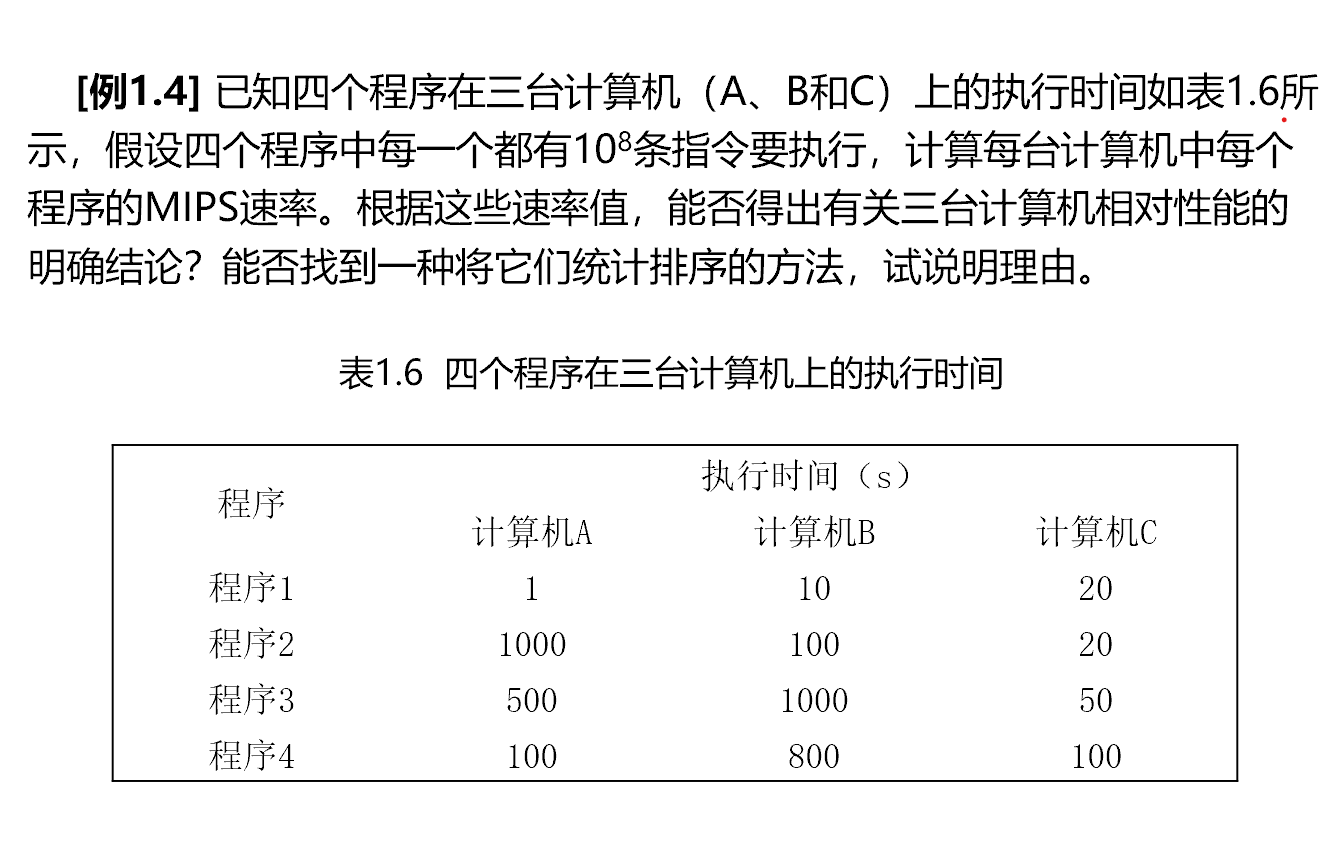 [例1.4] 已知四个程序在三台计算机（A、B和C）上的执行时间如表1.6所
示，假设四个程序中每一个都有10⁸条指令要执行，计算每台计算机中每个
程序的MIPS速率。根据这些速率值，能否得出有关三台计算机相对性能的
明确结论？能否找到一种将它们统计排序的方法，试说明理由。
表1.6 四个程序在三台计算机上的执行时间
程序 执行时间（s）
计算机A 计算机B 计算机C
程序1 1 10 20
程序2 1000 100 20
程序3 500 1000 50
程序4 100 800 100